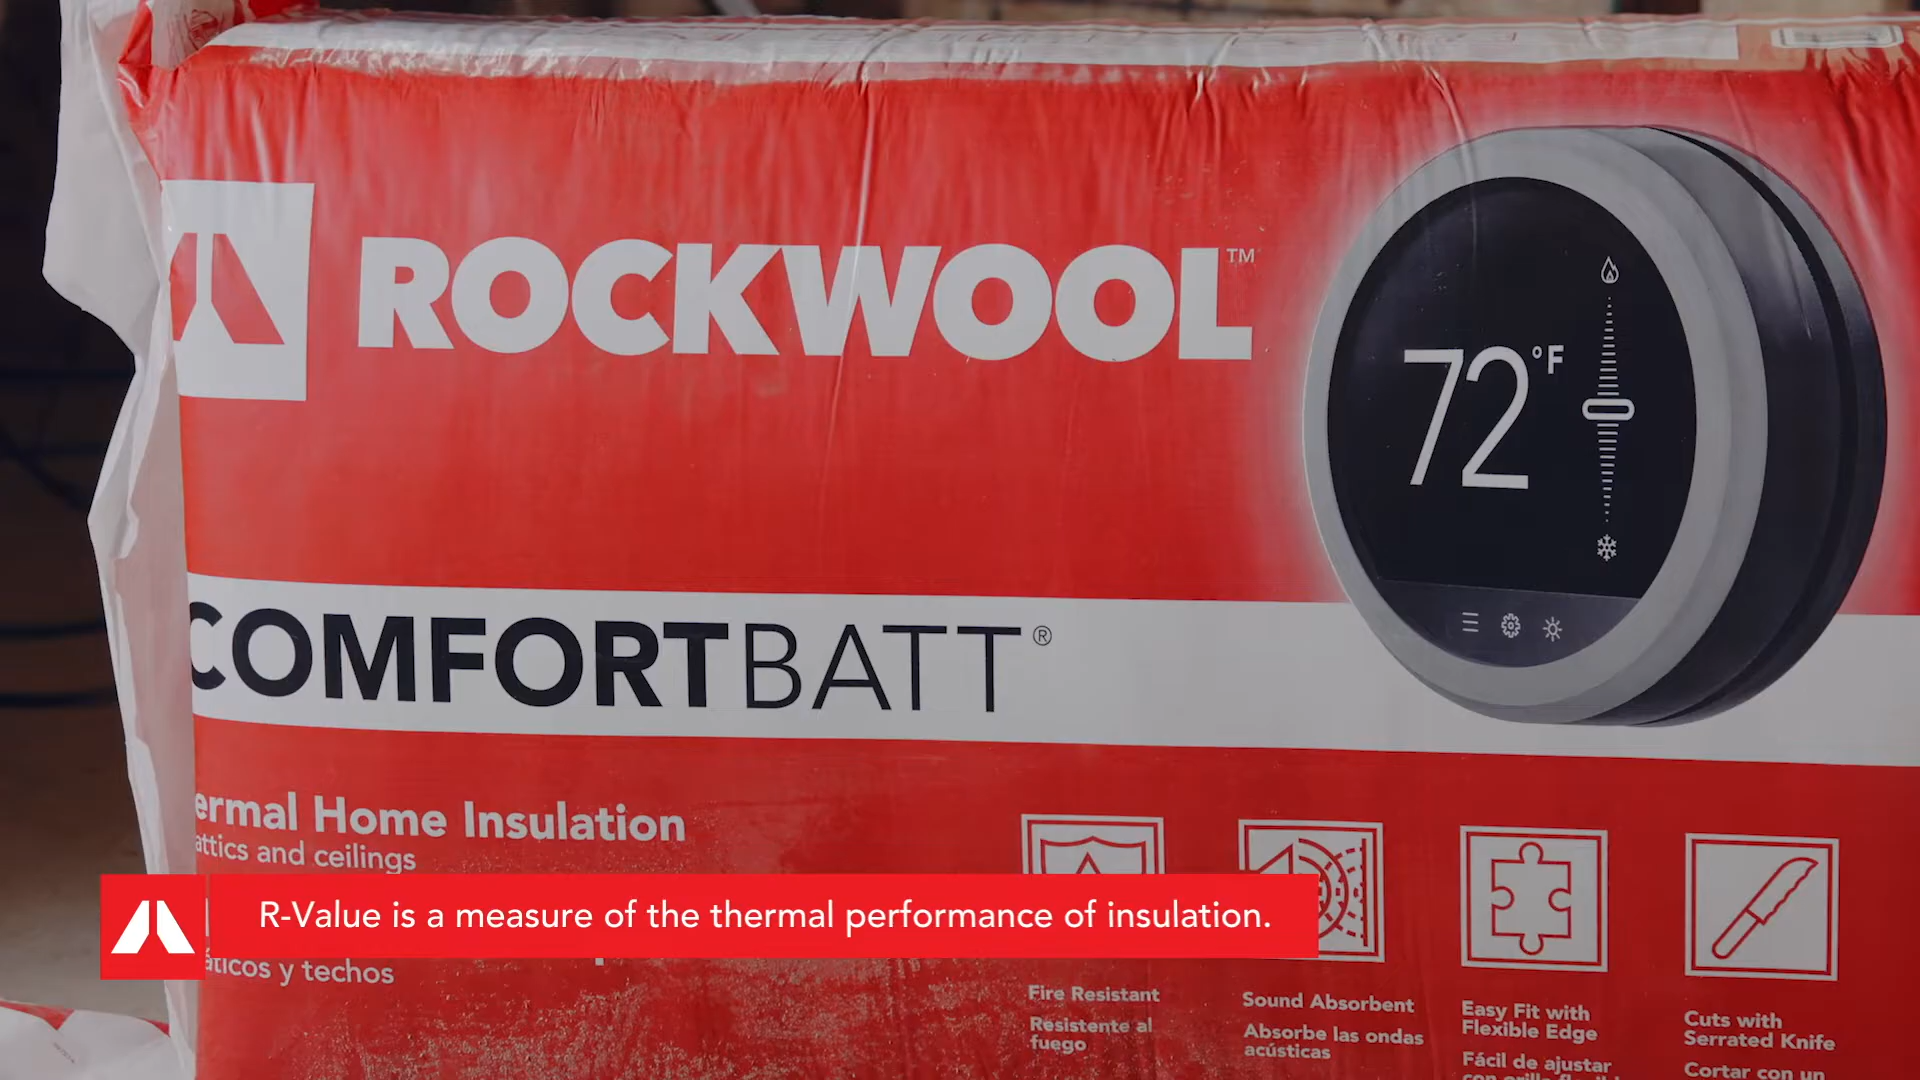 ROCKWOOL™
72°F
COMFORTBATT®
ermal Home Insulation
attics and ceilings
R-Value is a measure of the thermal performance of insulation.
áticos y techos
Fire Resistant
Resistente al
fuego
Sound Absorbent
Absorbe las ondas
acústicas
Easy Fit with
Flexible Edge
Fácil de ajustar
Cuts with
Serrated Knife
Cortar con un